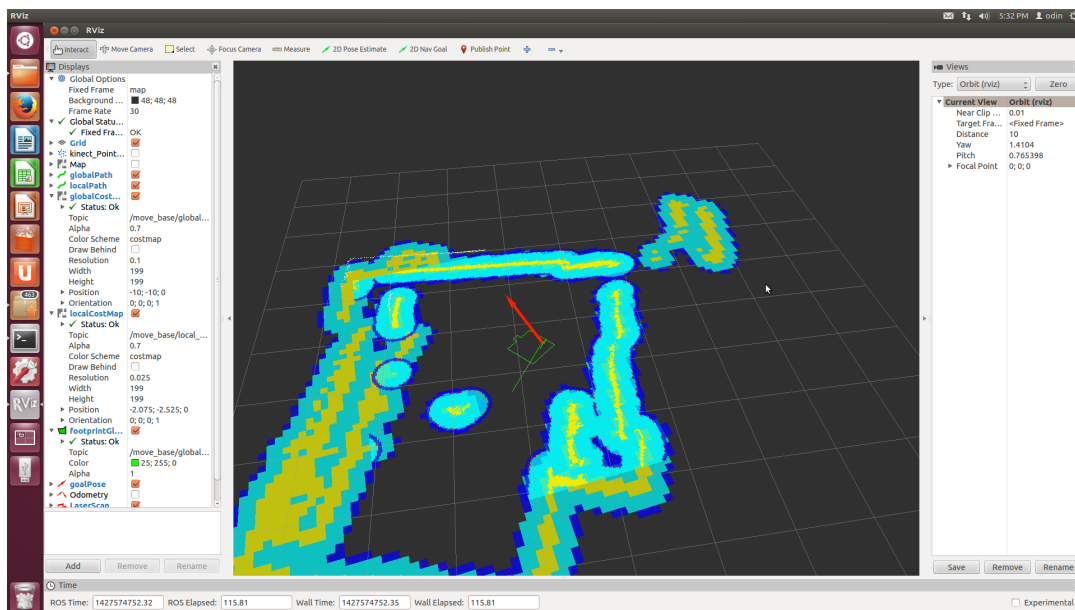 RViz
5:32 PM odin
RViz
Interact Move Camera Select Focus Camera Measure 2D Pose Estimate 2D Nav Goal Publish Point
Displays
Global Options
Fixed Frame map
Background ... 48; 48; 48
Frame Rate 30
Global Statu...
Fixed Fra... OK
Grid
kinect_Point...
Map
globalPath
localPath
globalCost...
Status: Ok
Topic /move_base/global...
Alpha 0.7
Color Scheme costmap
Draw Behind
Resolution 0.1
Width 199
Height 199
Position -10; -10; 0
Orientation 0; 0; 0; 1
localCostMap
Status: Ok
Topic /move_base/local_...
Alpha 0.7
Color Scheme costmap
Draw Behind
Resolution 0.025
Width 199
Height 199
Position -2.075; -2.525; 0
Orientation 0; 0; 0; 1
footprintGl...
Status: Ok
Topic /move_base/global...
Color 25; 255; 0
Alpha 1
goalPose
Odometry
LaserScan
Add Remove Rename
Views
Type: Orbit (rviz) Zero
Current View Orbit (rviz)
Near Clip ... 0.01
Target Fra... <Fixed Frame>
Distance 10
Yaw 1.4104
Pitch 0.765398
Focal Point 0; 0; 0
Save Remove Rename
463
RViz
Time
ROS Time: 1427574752.32 ROS Elapsed: 115.81 Wall Time: 1427574752.35 Wall Elapsed: 115.81 Experimental